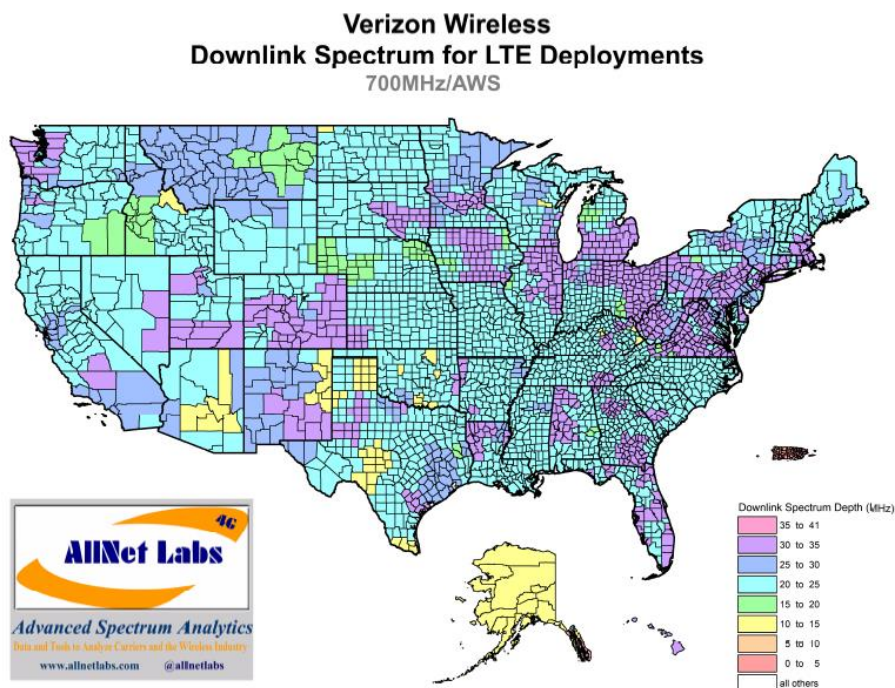 Verizon Wireless
Downlink Spectrum for LTE Deployments
700MHz/AWS
4G
AllNet Labs
Advanced Spectrum Analytics
Data and Tools to Analyze Carriers and the Wireless Industry
www.allnetlabs.com @allnetlabs
Downlink Spectrum Depth (MHz)
35 to 41
30 to 35
25 to 30
20 to 25
15 to 20
10 to 15
5 to 10
0 to 5
all others